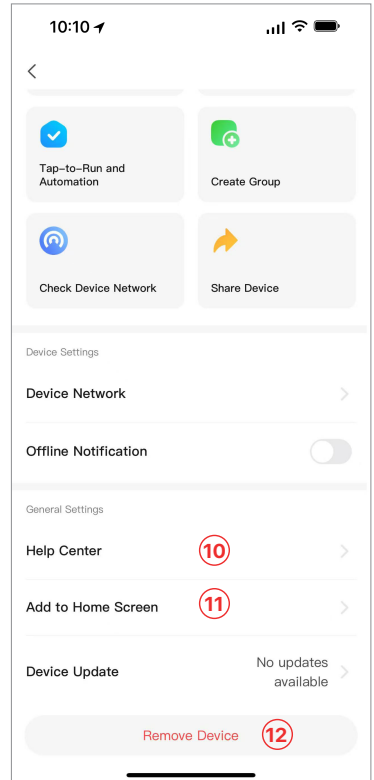 10:10
Tap-to-Run and
Automation
Create Group
Check Device Network
Share Device
Device Settings
Device Network
Offline Notification
General Settings
Help Center
10
Add to Home Screen
11
Device Update
No updates
available
Remove Device
12